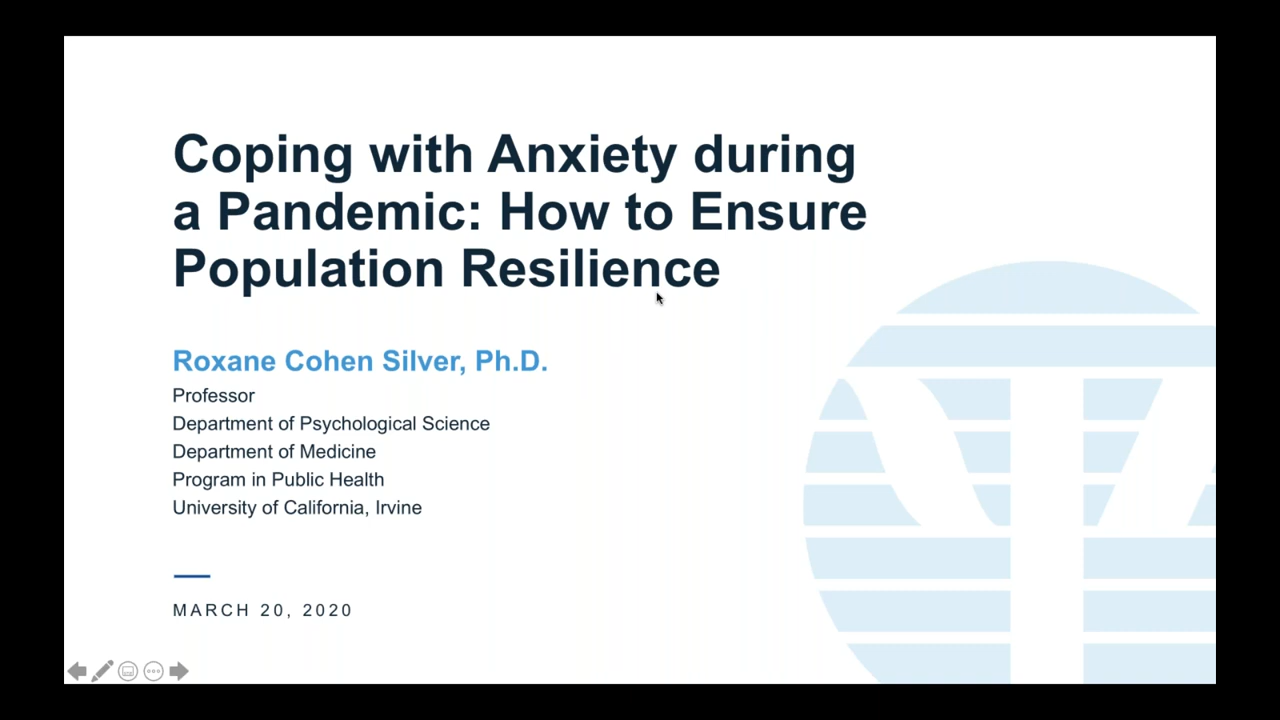 Coping with Anxiety during
a Pandemic: How to Ensure
Population Resilience
Roxane Cohen Silver, Ph.D.
Professor
Department of Psychological Science
Department of Medicine
Program in Public Health
University of California, Irvine
MARCH 20, 2020